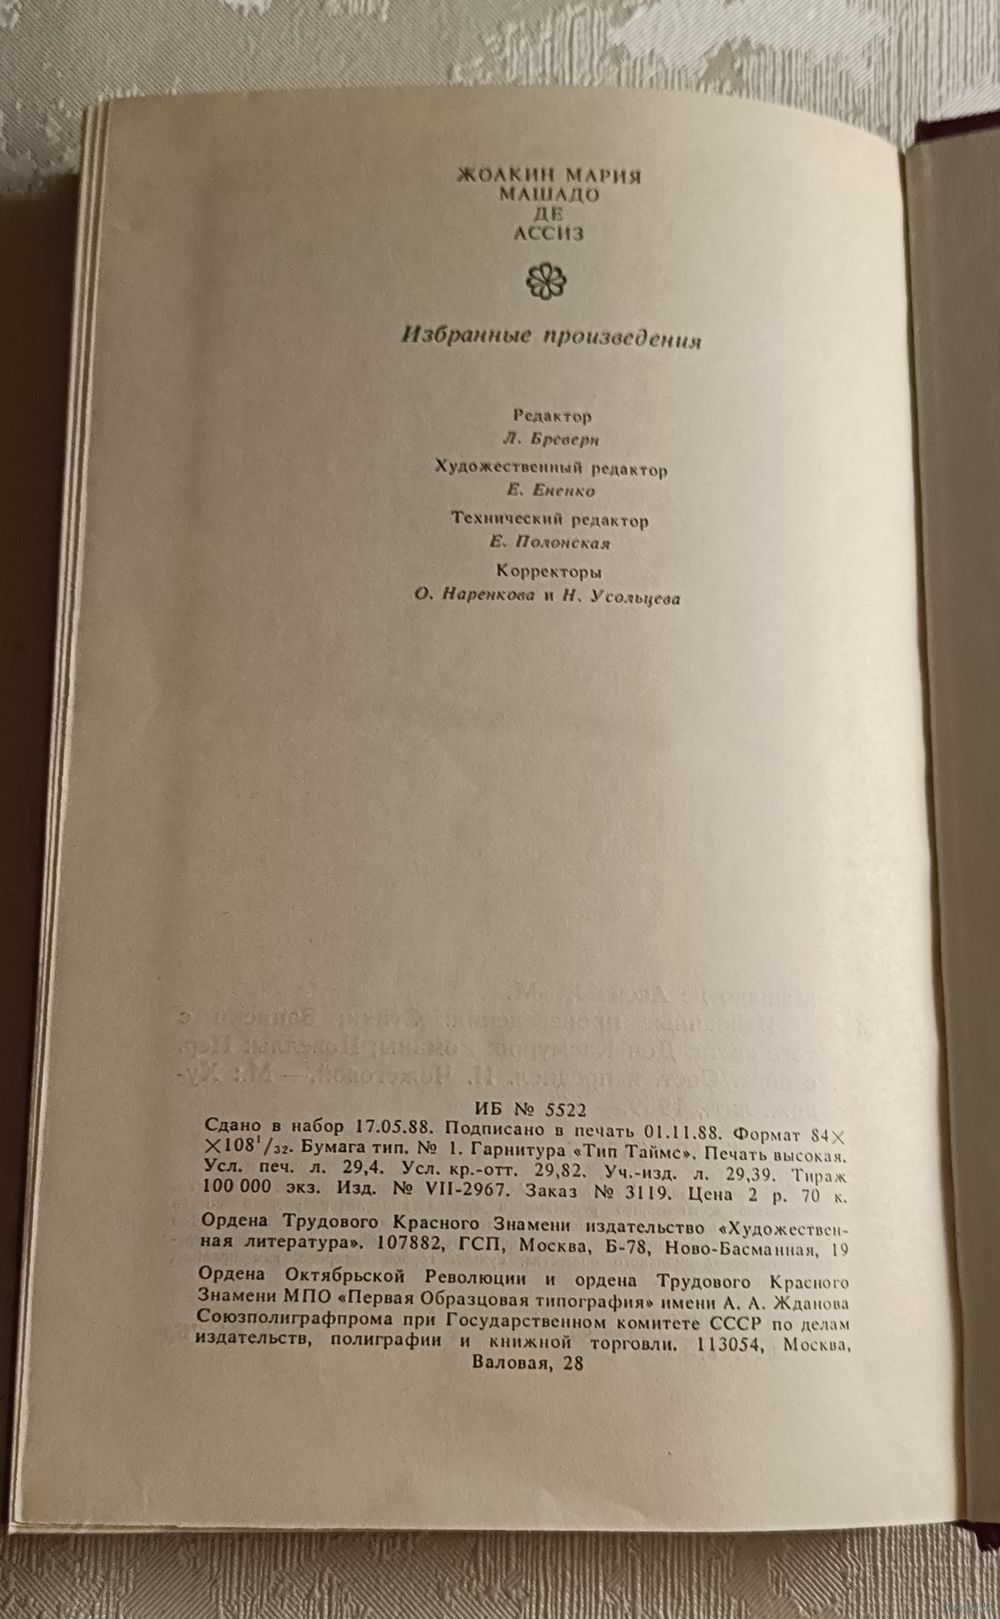 ЖОАКИН МАРИЯ
МАШАДО
ДЕ
АССИЗ
Избранные произведения
Редактор
Л. Бреверн
Художественный редактор
Е. Ененко
Технический редактор
Е. Полонская
Корректоры
О. Наренкова и Н. Усольцева
ИБ № 5522
Сдано в набор 17.05.88. Подписано в печать 01.11.88. Формат 84×
×108¹/₃₂. Бумага тип. № 1. Гарнитура «Тип Таймс». Печать высокая.
Усл. печ. л. 29,4. Усл. кр.-отт. 29,82. Уч.-изд. л. 29,39. Тираж
100 000 экз. Изд. № VII-2967. Заказ № 3119. Цена 2 р. 70 к.
Ордена Трудового Красного Знамени издательство «Художествен-
ная литература». 107882, ГСП, Москва, Б-78, Ново-Басманная, 19
Ордена Октябрьской Революции и ордена Трудового Красного
Знамени МПО «Первая Образцовая типография» имени А. А. Жданова
Союзполиграфпрома при Государственном комитете СССР по делам
издательств, полиграфии и книжной торговли. 113054, Москва,
Валовая, 28